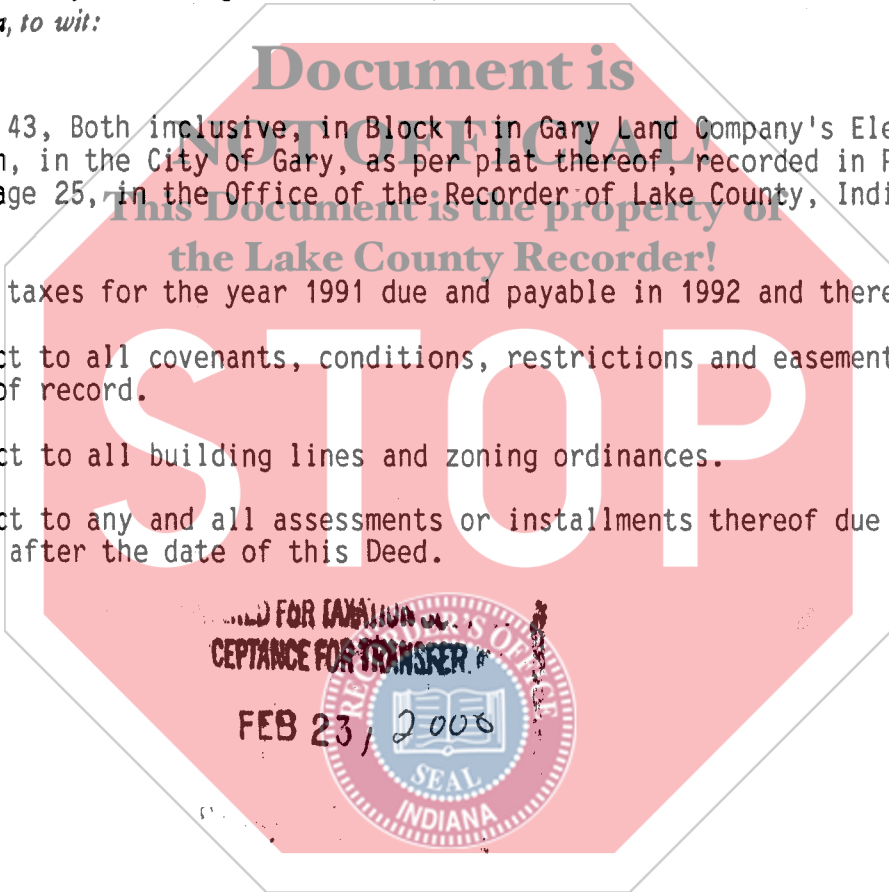 to wit:
Document is
43, Both inclusive, in Block 1 in Gary Land Company's Ele
NOT OFFICIAL!
in the City of Gary, as per plat thereof, recorded in
age 25, in the Office of the Recorder of Lake County, Indi
This Document is the property of
the Lake County Recorder!
taxes for the year 1991 due and payable in 1992 and there
ct to all covenants, conditions, restrictions and easement
of record.
ct to all building lines and zoning ordinances.
ct to any and all assessments or installments thereof due
after the date of this Deed.
STOP
FOR TAXATION
CEPTANCE FOR TRANSFER.
FEB 23, 2000
RECORDER'S OFFICE
SEAL
INDIANA